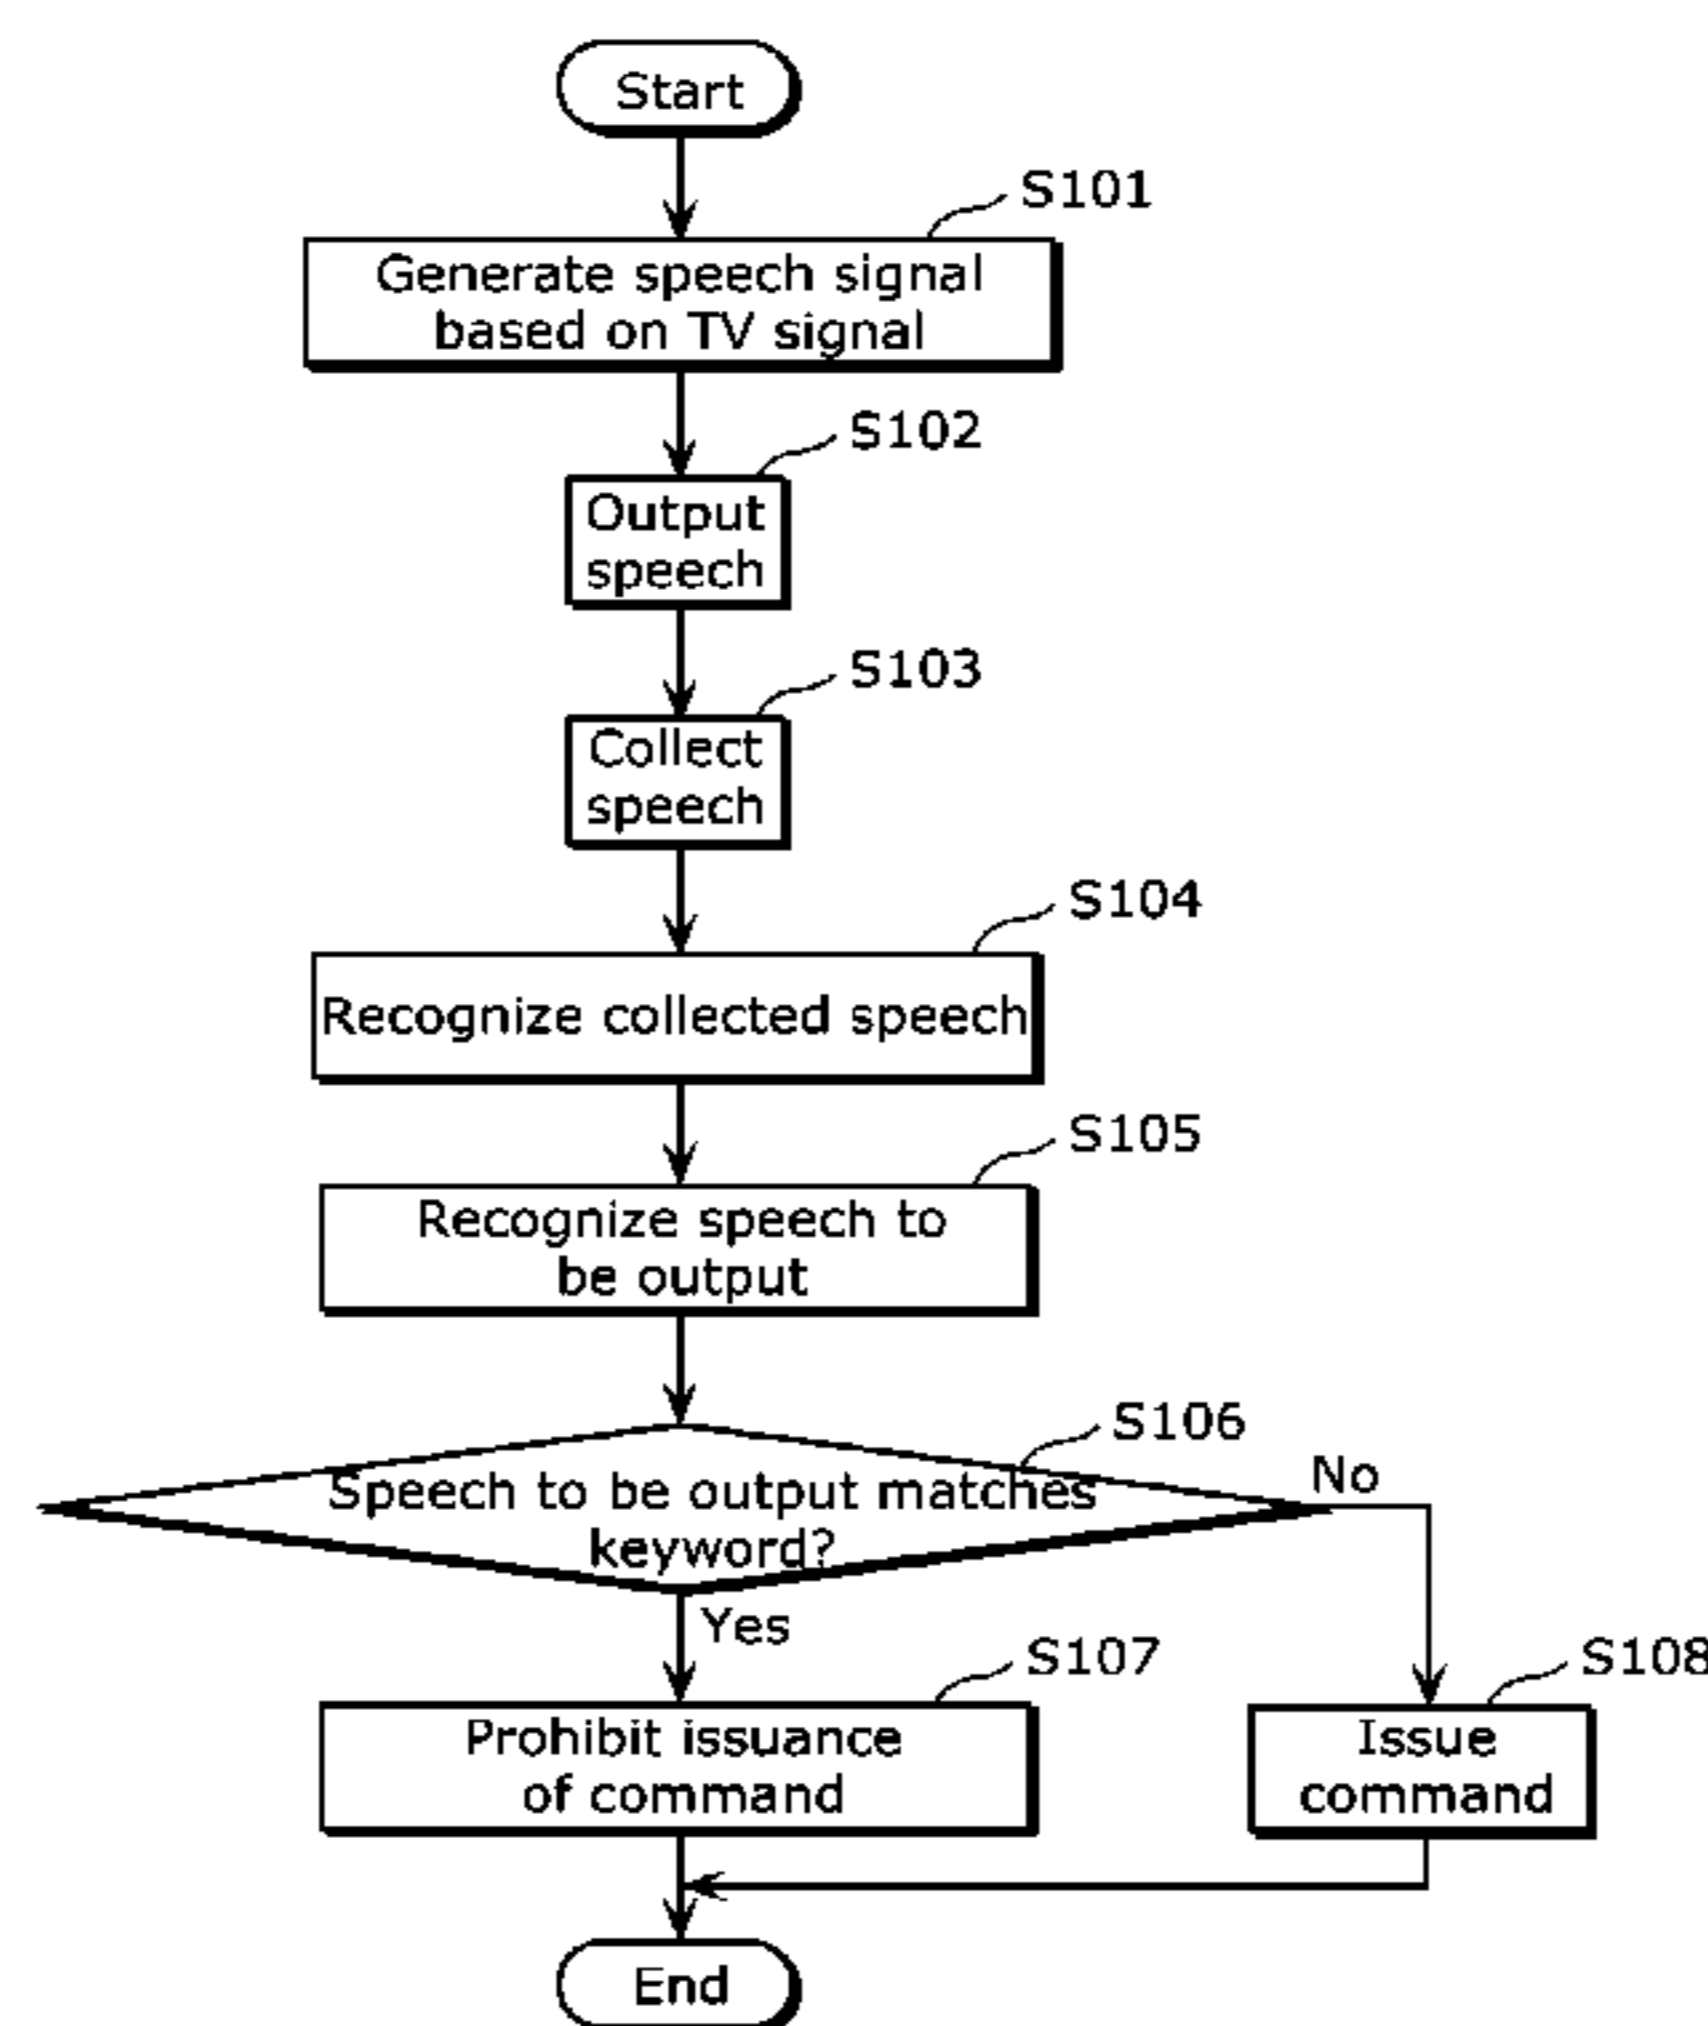 Start
S101
Generate speech signal
based on TV signal
S102
Output
speech
S103
Collect
speech
S104
Recognize collected speech
S105
Recognize speech to
be output
S106
Speech to be output matches
keyword?
No
Yes
S107
Prohibit issuance
of command
S108
Issue
command
End